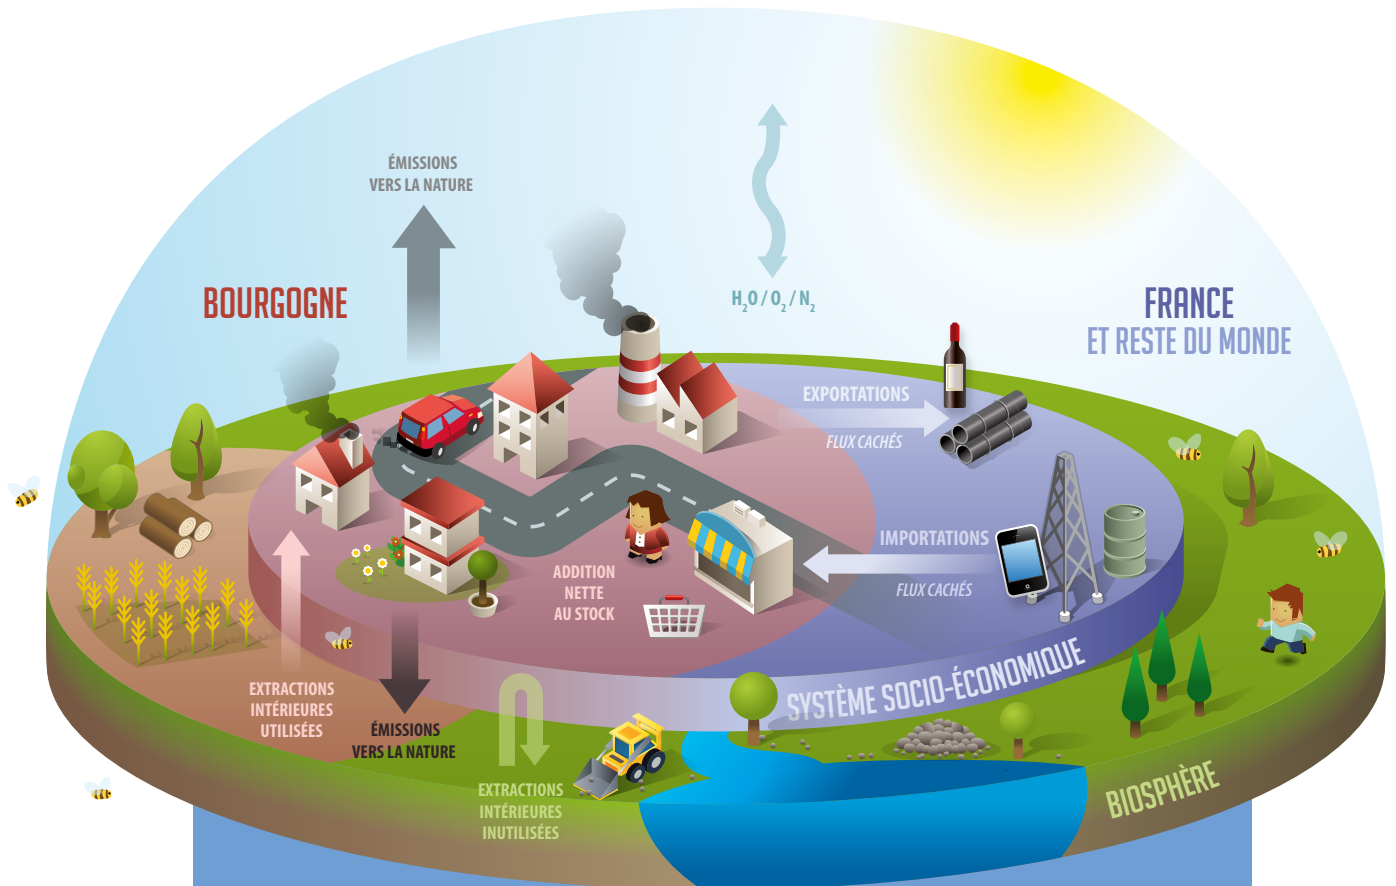 ÉMISSIONS
VERS LA NATURE
BOURGOGNE
H₂O / O₂ / N₂
FRANCE
ET RESTE DU MONDE
EXPORTATIONS
FLUX CACHÉS
IMPORTATIONS
FLUX CACHÉS
ADDITION
NETTE
AU STOCK
EXTRACTIONS
INTÉRIEURES
UTILISÉES
ÉMISSIONS
VERS LA NATURE
SYSTÈME SOCIO-ÉCONOMIQUE
EXTRACTIONS
INTÉRIEURES
INUTILISÉES
BIOSPHÈRE